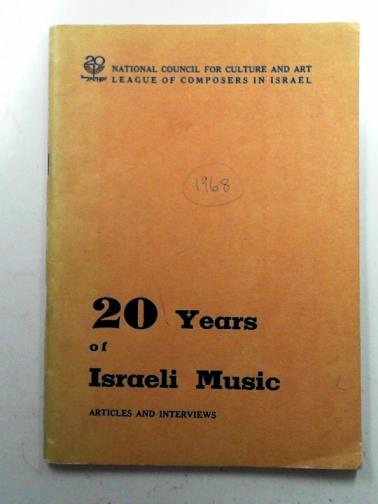 20
NATIONAL COUNCIL FOR CULTURE AND ART
LEAGUE OF COMPOSERS IN ISRAEL
1968
20 Years
of
Israeli Music
ARTICLES AND INTERVIEWS